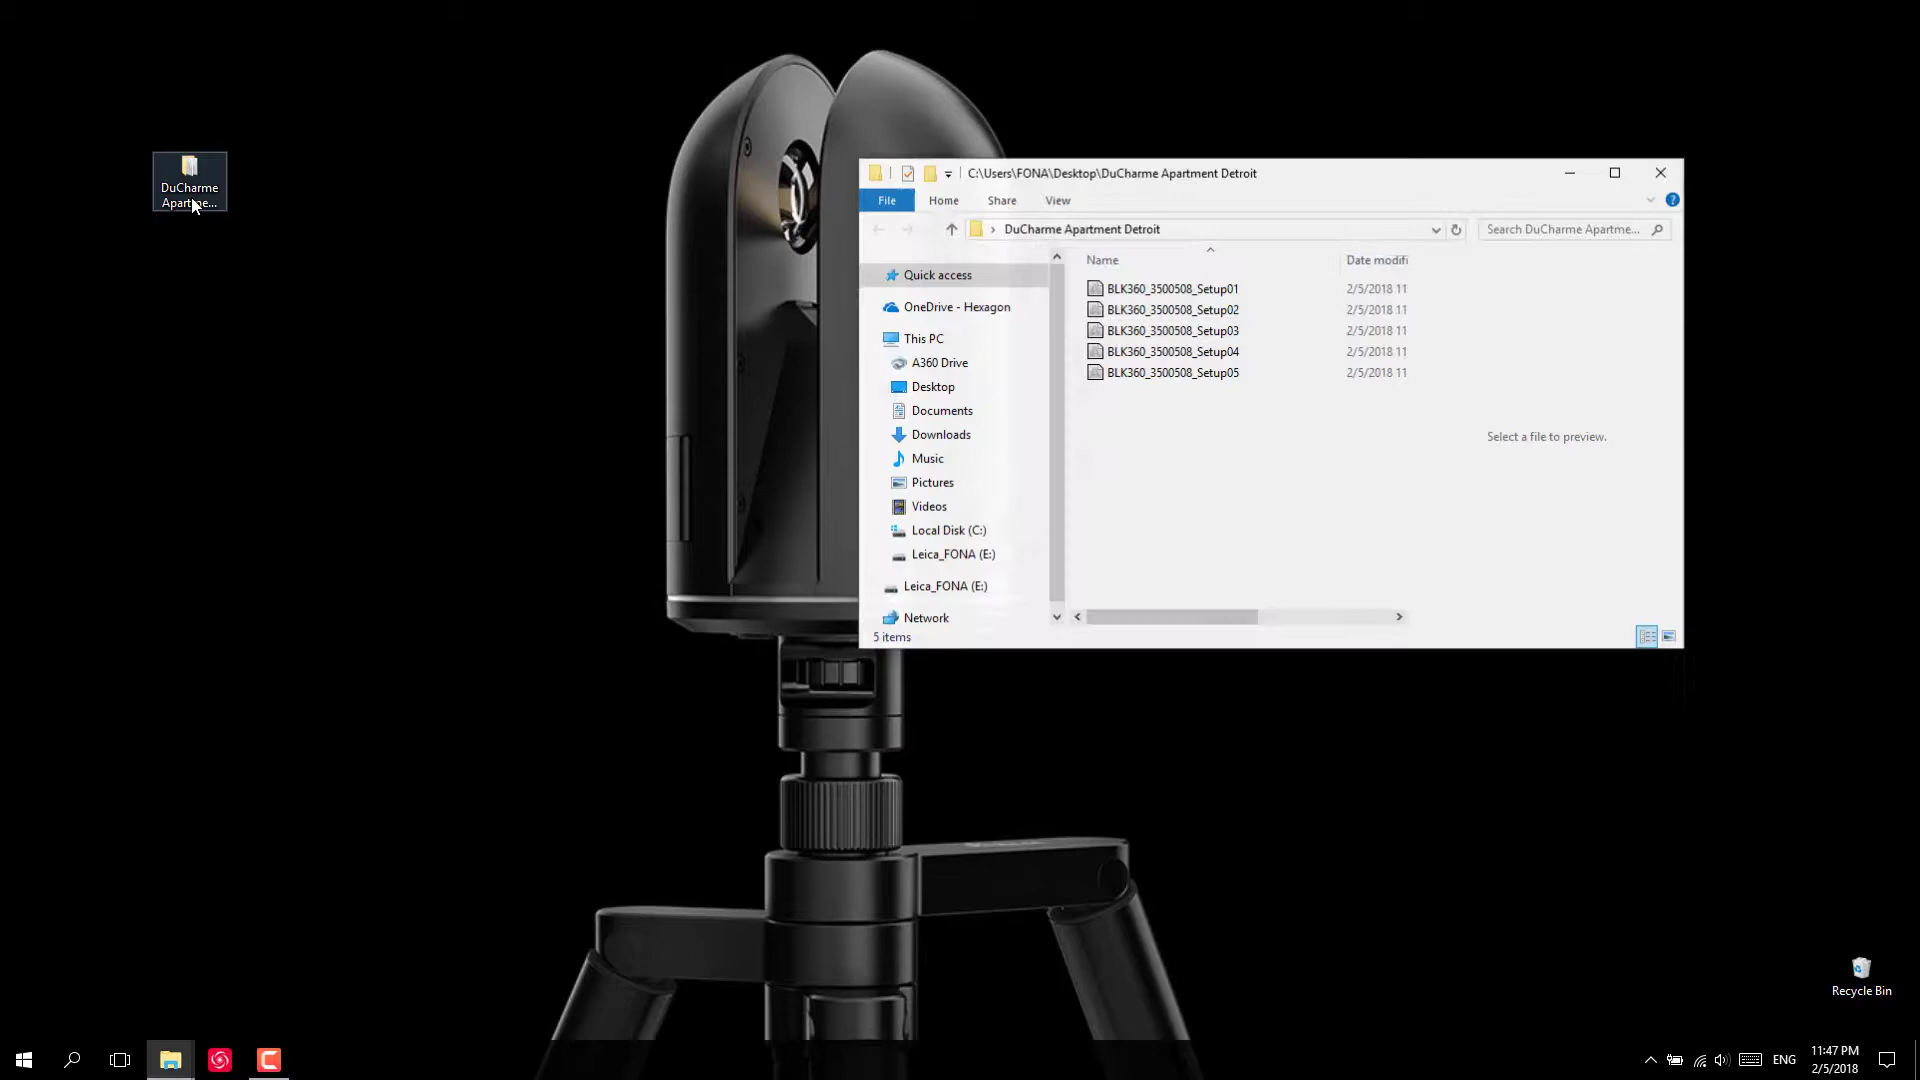 DuCharme
Apartme...
C:\Users\FONA\Desktop\DuCharme Apartment Detroit
File Home Share View
DuCharme Apartment Detroit
Search DuCharme Apartme...
Quick access
OneDrive - Hexagon
This PC
A360 Drive
Desktop
Documents
Downloads
Music
Pictures
Videos
Local Disk (C:)
Leica_FONA (E:)
Leica_FONA (E:)
Network
Name Date modifi
BLK360_3500508_Setup01 2/5/2018 11
BLK360_3500508_Setup02 2/5/2018 11
BLK360_3500508_Setup03 2/5/2018 11
BLK360_3500508_Setup04 2/5/2018 11
BLK360_3500508_Setup05 2/5/2018 11
Select a file to preview.
5 items
Recycle Bin
ENG
11:47 PM
2/5/2018